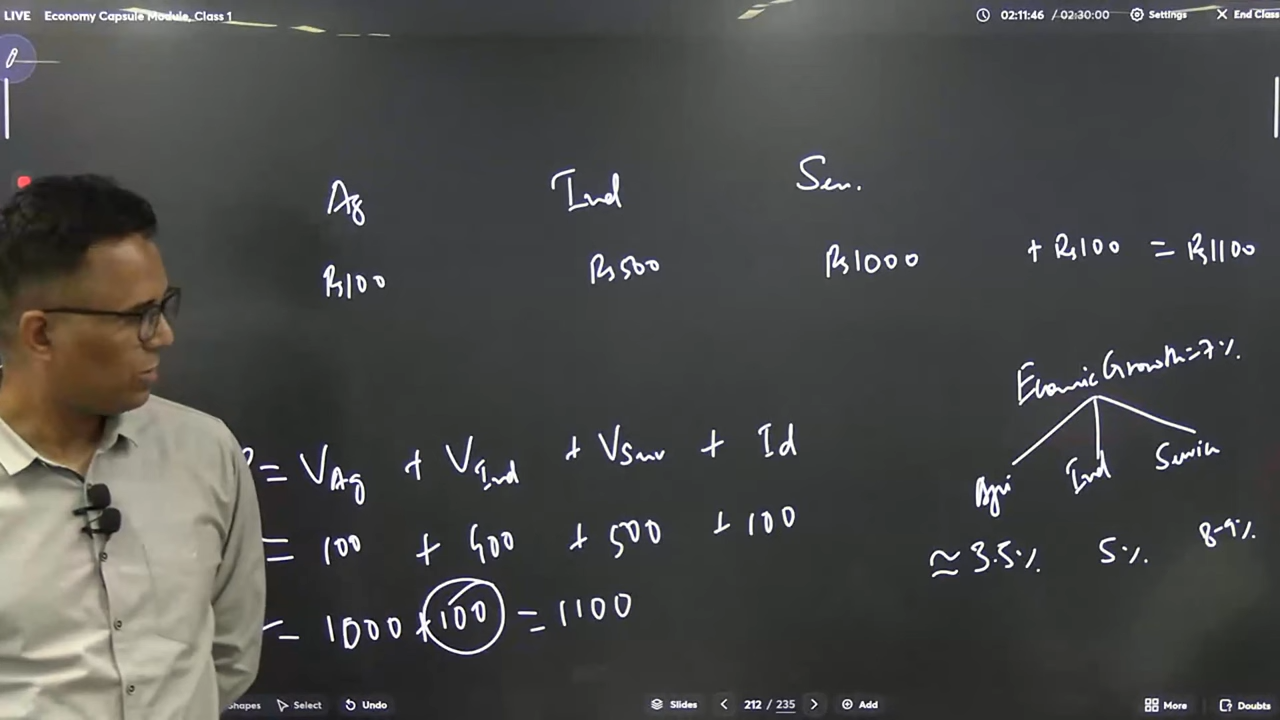 LIVE Economy Capsule Module, Class 1
02:11:46 / 02:30:00 Settings End Class
Ag Ind Ser.
Rs100 Rs500 Rs1000 + Rs100 = Rs1100
Economic Growth=7%
Agri Ind Service
≈ 3.5% 5% 8-9%
= VAg + VInd + VSer + Id
= 100 + 400 + 500 + 100
= 1000 + 100 = 1100
hapes Select Undo Slides 212 / 235 Add More Doubts